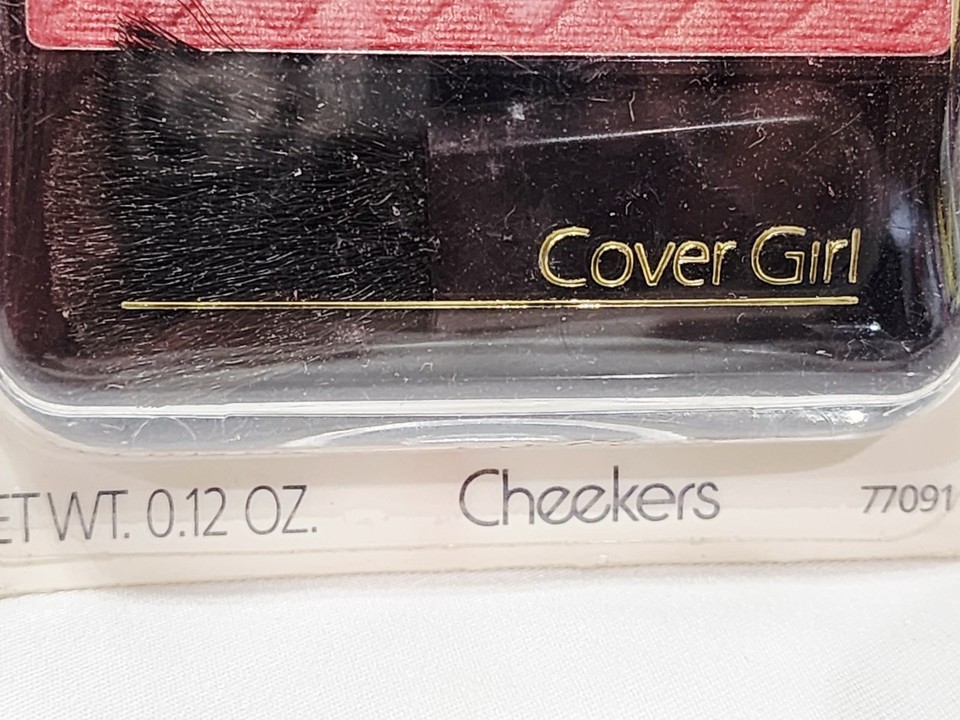 Cover Girl
ET WT. 0.12 OZ. Cheekers 77091